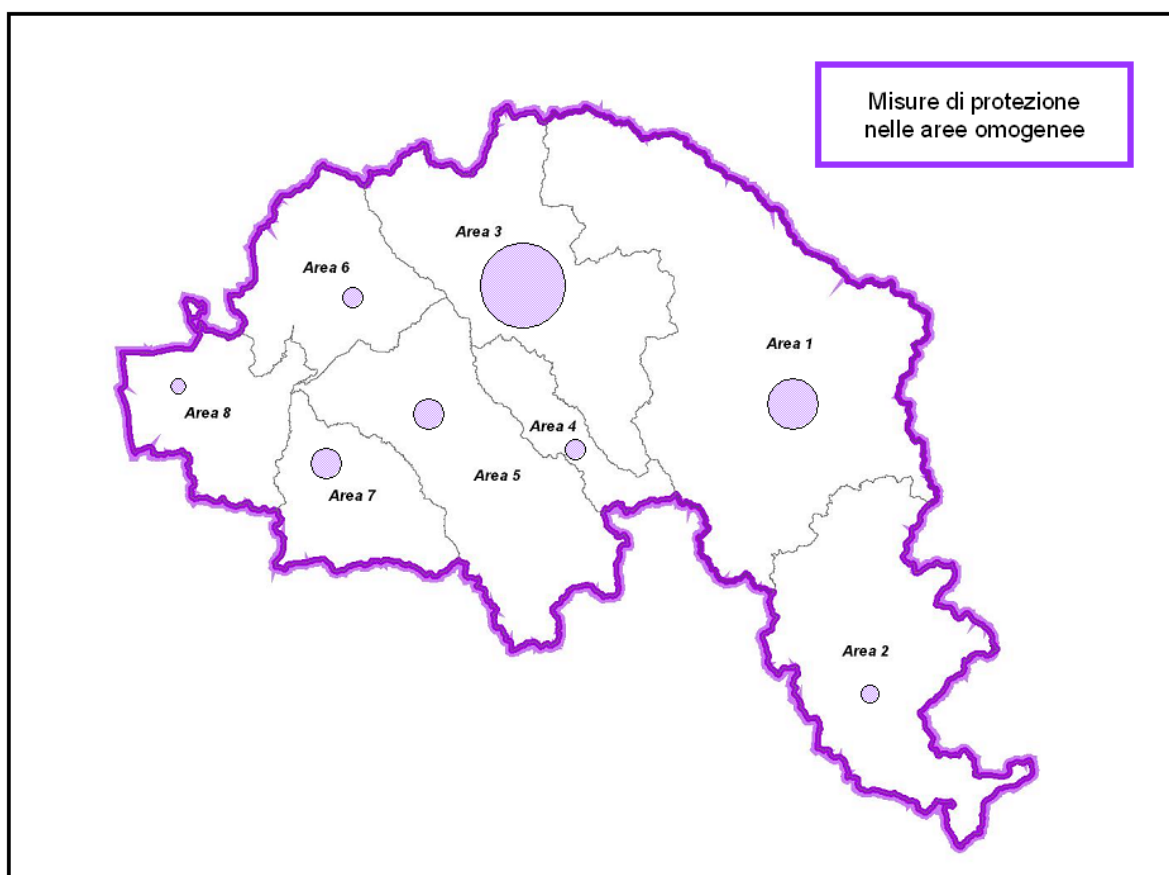 Misure di protezione
nelle aree omogenee
Area 3
Area 6
Area 1
Area 8
Area 4
Area 5
Area 7
Area 2